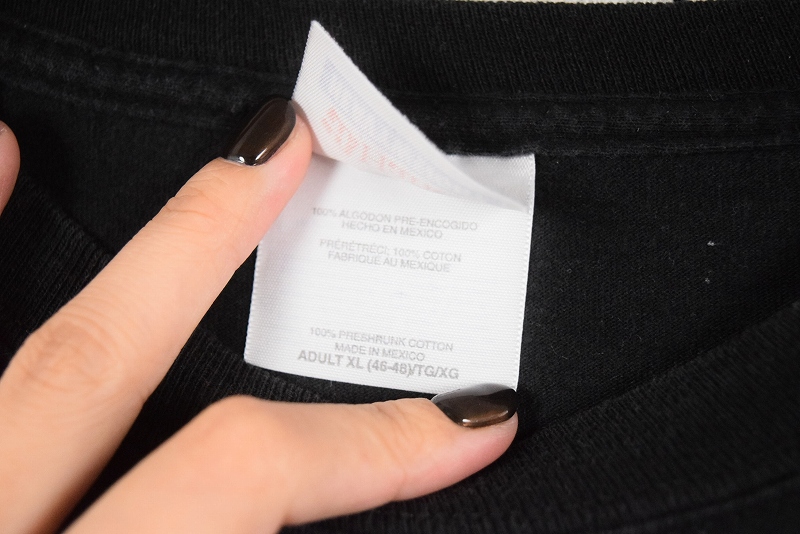 100% ALGODON PRE-ENCOGIDO
HECHO EN MEXICO
PRÉRÉTRÉCI; 100% COTON
FABRIQUÉ AU MEXIQUE
100% PRESHRUNK COTTON
MADE IN MEXICO
ADULT XL (46-48)/TG/XG